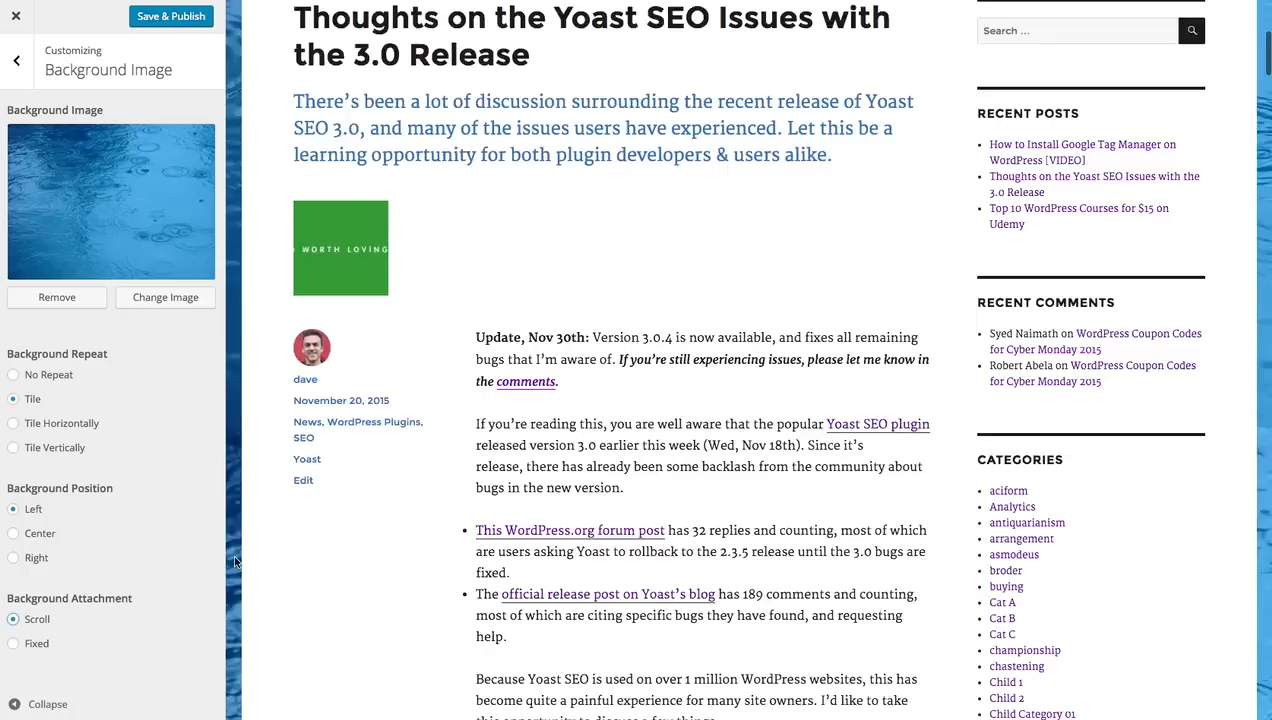 Save & Publish
Customizing
Background Image
Background Image
Remove
Change Image
Background Repeat
No Repeat
Tile
Tile Horizontally
Tile Vertically
Background Position
Left
Center
Right
Background Attachment
Scroll
Fixed
Collapse
Thoughts on the Yoast SEO Issues with
the 3.0 Release
There's been a lot of discussion surrounding the recent release of Yoast
SEO 3.0, and many of the issues users have experienced. Let this be a
learning opportunity for both plugin developers & users alike.
WORTH LOVING
dave
November 20, 2015
News, WordPress Plugins,
SEO
Yoast
Edit
Update, Nov 30th: Version 3.0.4 is now available, and fixes all remaining
bugs that I'm aware of. If you're still experiencing issues, please let me know in
the comments.
If you're reading this, you are well aware that the popular Yoast SEO plugin
released version 3.0 earlier this week (Wed, Nov 18th). Since it's
release, there has already been some backlash from the community about
bugs in the new version.
• This WordPress.org forum post has 32 replies and counting, most of which
are users asking Yoast to rollback to the 2.3.5 release until the 3.0 bugs are
fixed.
• The official release post on Yoast's blog has 189 comments and counting,
most of which are citing specific bugs they have found, and requesting
help.
Because Yoast SEO is used on over 1 million WordPress websites, this has
become quite a painful experience for many site owners. I'd like to take
this opportunity to discuss a few things.
Search ...
RECENT POSTS
• How to Install Google Tag Manager on
WordPress [VIDEO]
• Thoughts on the Yoast SEO Issues with the
3.0 Release
• Top 10 WordPress Courses for $15 on
Udemy
RECENT COMMENTS
• Syed Naimath on WordPress Coupon Codes
for Cyber Monday 2015
• Robert Abela on WordPress Coupon Codes
for Cyber Monday 2015
CATEGORIES
• aciform
• Analytics
• antiquarianism
• arrangement
• asmodeus
• broder
• buying
• Cat A
• Cat B
• Cat C
• championship
• chastening
• Child 1
• Child 2
• Child Category 01